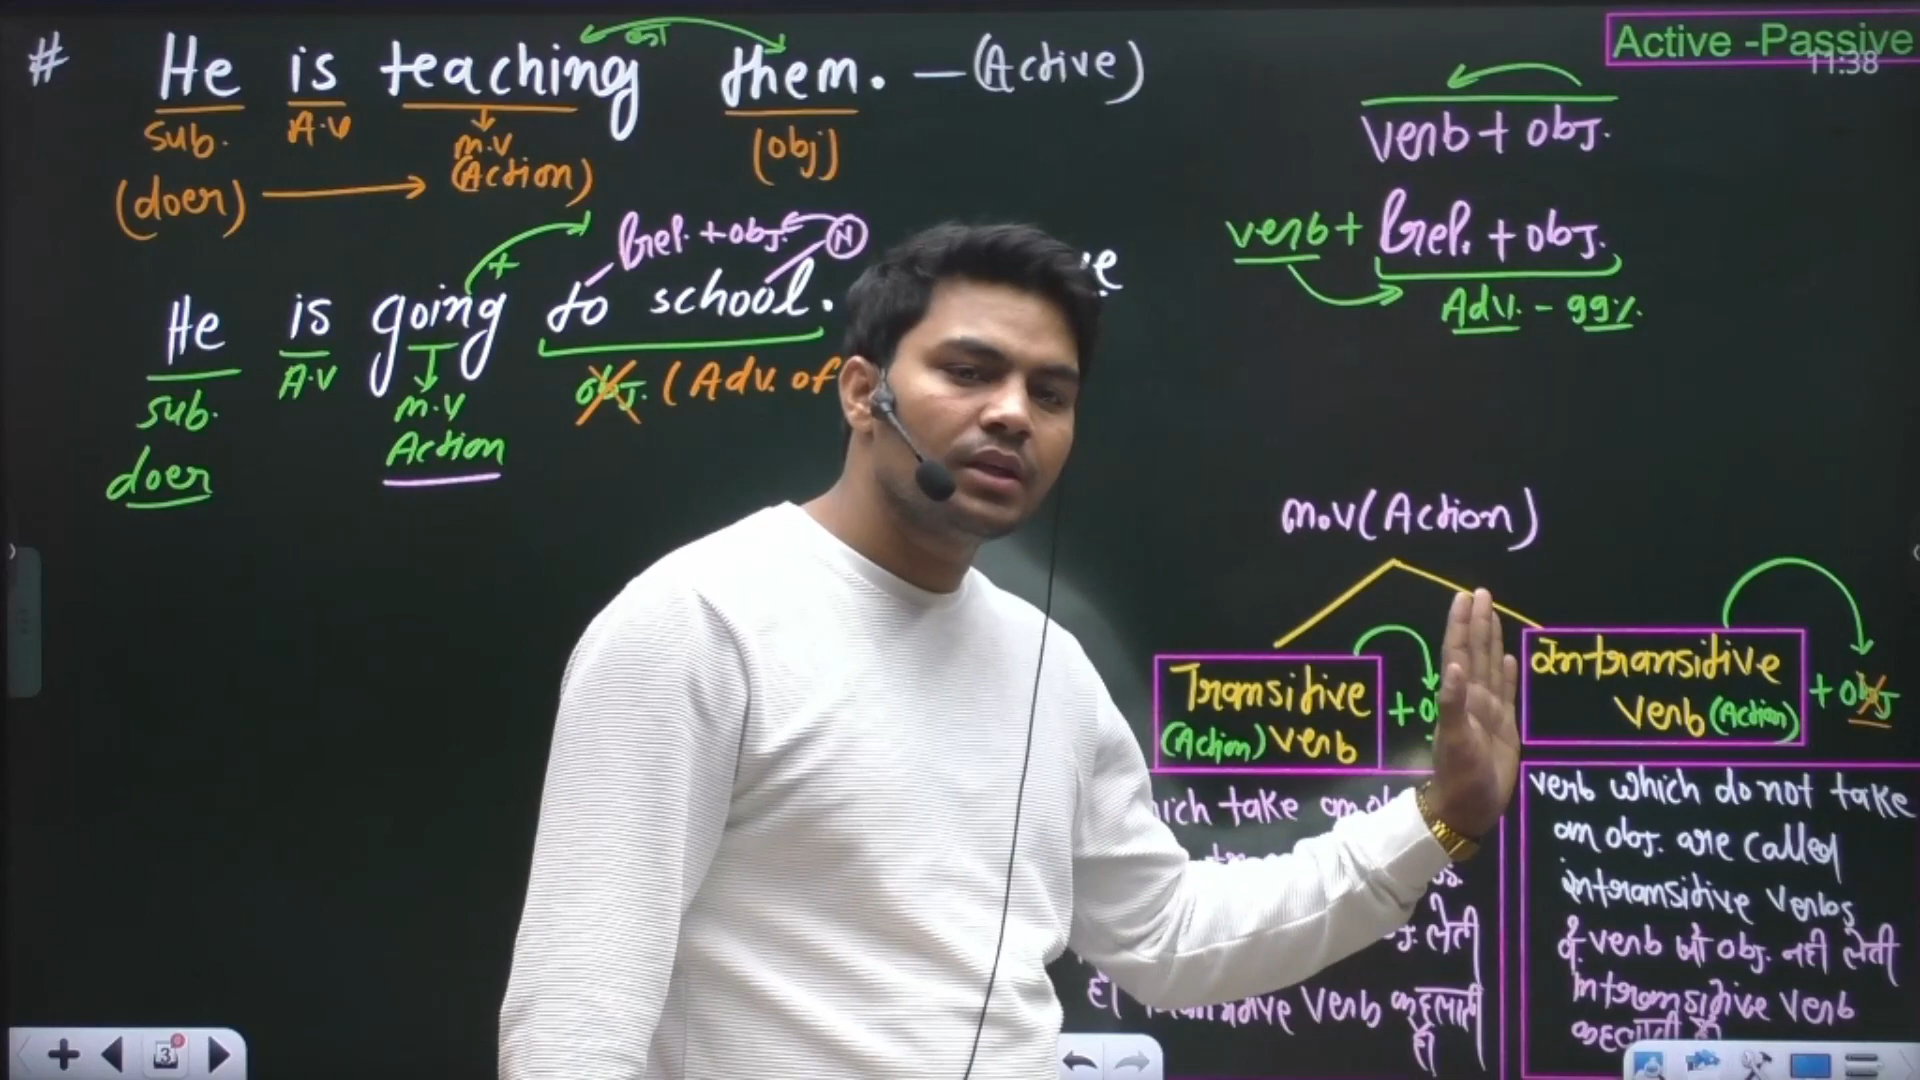 Active -Passive
11:38
# He is teaching them. — (Active)
का
sub. A.V M.V (obj)
(doer) (Action)
verb + obj.
verb + Prep. + obj.
Adv. - 99%.
Prep. + obj. N
+
He is going to school.
sub. A.V M.V obj. (Adv. of
doer Action
M.V (Action)
Transitive
(Action) verb
+
Intransitive
verb (Action)
+ obj
take an
verb which do not take
an obj. are called
intransitive verbs
वे verb जो obj. नही लेती
Intransitive verb
कहलाती है
लेती
है
verb कहलाती
है
3